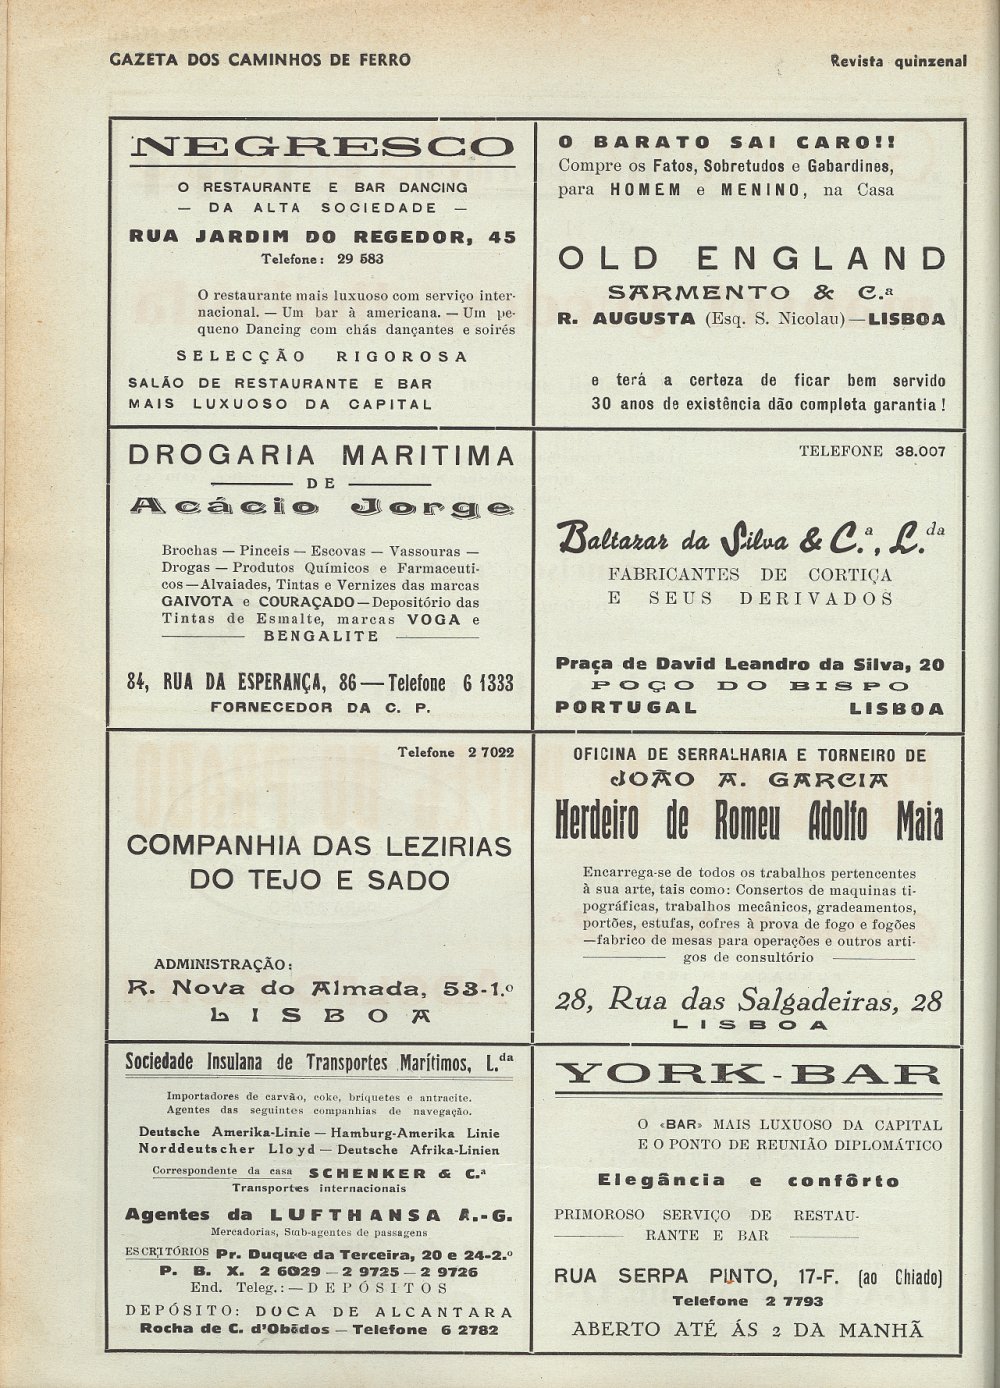 GAZETA DOS CAMINHOS DE FERRO
Revista quinzenal
NEGRESCO
O RESTAURANTE E BAR DANCING
— DA ALTA SOCIEDADE —
RUA JARDIM DO REGEDOR, 45
Telefone: 29 583
O restaurante mais luxuoso com serviço inter-
nacional. — Um bar à americana. — Um pe-
queno Dancing com chás dançantes e soirés
SELECÇÃO RIGOROSA
SALÃO DE RESTAURANTE E BAR
MAIS LUXUOSO DA CAPITAL
O BARATO SAI CARO!!
Compre os Fatos, Sobretudos e Gabardines,
para HOMEM e MENINO, na Casa
OLD ENGLAND
SARMENTO & C.ª
R. AUGUSTA (Esq. S. Nicolau) — LISBOA
e terá a certeza de ficar bem servido
30 anos de existência dão completa garantia!
DROGARIA MARITIMA
DE
Acácio Jorge
Brochas — Pinceis — Escovas — Vassouras —
Drogas — Produtos Químicos e Farmaceuti-
cos — Alvaiades, Tintas e Vernizes das marcas
GAIVOTA e COURAÇADO — Depositório das
Tintas de Esmalte, marcas VOGA e
BENGALITE
84, RUA DA ESPERANÇA, 86 — Telefone 6 1333
FORNECEDOR DA C. P.
TELEFONE 38.007
Baltazar da Silva & C.ª, L.da
FABRICANTES DE CORTIÇA
E SEUS DERIVADOS
Praça de David Leandro da Silva, 20
POÇO DO BISPO
PORTUGAL LISBOA
Telefone 2 7022
COMPANHIA DAS LEZIRIAS
DO TEJO E SADO
ADMINISTRAÇÃO:
R. Nova do Almada, 53-1.º
LISBOA
OFICINA DE SERRALHARIA E TORNEIRO DE
JOÃO A. GARCIA
Herdeiro de Romeu Adolfo Maia
Encarrega-se de todos os trabalhos pertencentes
à sua arte, tais como: Consertos de maquinas ti-
pográficas, trabalhos mecânicos, gradeamentos,
portões, estufas, cofres à prova de fogo e fogões
—fabrico de mesas para operações e outros arti-
gos de consultório
28, Rua das Salgadeiras, 28
LISBOA
Sociedade Insulana de Transportes Marítimos, L.da
Importadores de carvão, coke, briquetes e antracite.
Agentes das seguintes companhias de navegação.
Deutsche Amerika-Linie — Hamburg-Amerika Linie
Norddeutscher Lloyd — Deutsche Afrika-Linien
Correspondente da casa SCHENKER & C.ª
Transportes internacionais
Agentes da LUFTHANSA A.-G.
Mercadorias, Sub-agentes de passagens
ESCRITÓRIOS Pr. Duque da Terceira, 20 e 24-2.º
P. B. X. 2 6029 — 2 9725 — 2 9726
End. Teleg.: — DEPÓSITOS
DEPÓSITO: DOCA DE ALCANTARA
Rocha de C. d'Obêdos — Telefone 6 2782
YORK-BAR
O «BAR» MAIS LUXUOSO DA CAPITAL
E O PONTO DE REUNIÃO DIPLOMÁTICO
Elegância e confôrto
PRIMOROSO SERVIÇO DE RESTAU-
RANTE E BAR
RUA SERPA PINTO, 17-F. (ao Chiado)
Telefone 2 7793
ABERTO ATÉ ÁS 2 DA MANHÃ